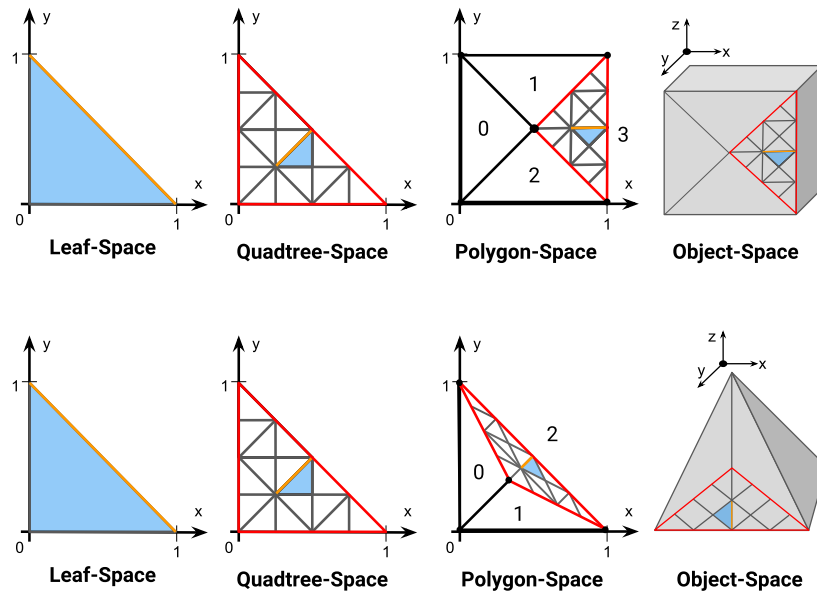 y
1
x
0
1
Leaf-Space
y
1
x
0
1
Quadtree-Space
y
1
0
1
2
3
x
0
1
Polygon-Space
z
x
y
Object-Space
y
1
x
0
1
Leaf-Space
y
1
x
0
1
Quadtree-Space
y
1
2
0
1
x
0
1
Polygon-Space
z
x
y
Object-Space